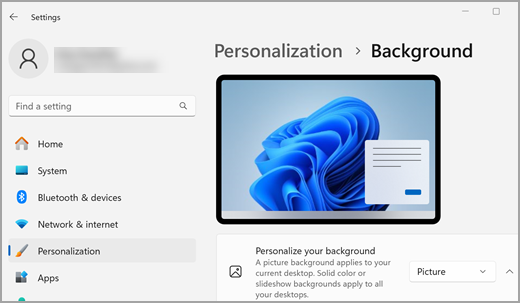 Settings
Personalization > Background
Find a setting
Home
System
Bluetooth & devices
Network & internet
Personalization
Apps
Personalize your background
A picture background applies to your
current desktop. Solid color or
slideshow backgrounds apply to all
your desktops.
Picture